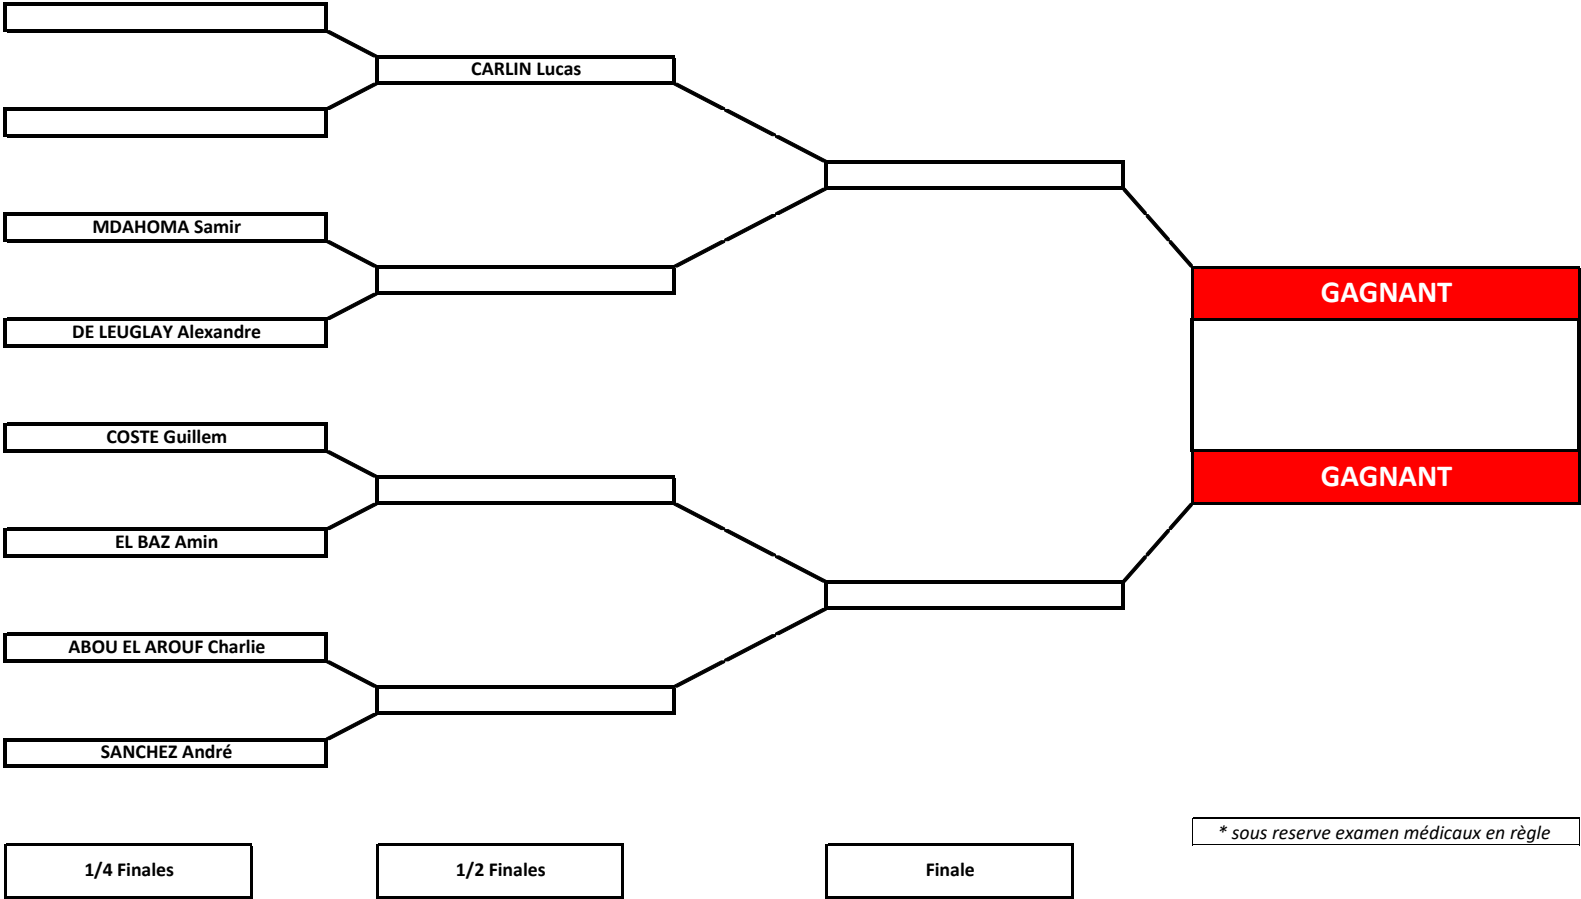 CARLIN Lucas
MDAHOMA Samir
GAGNANT
DE LEUGLAY Alexandre
COSTE Guillem
GAGNANT
EL BAZ Amin
ABOU EL AROUF Charlie
SANCHEZ André
* sous reserve examen médicaux en règle
1/4 Finales
1/2 Finales
Finale